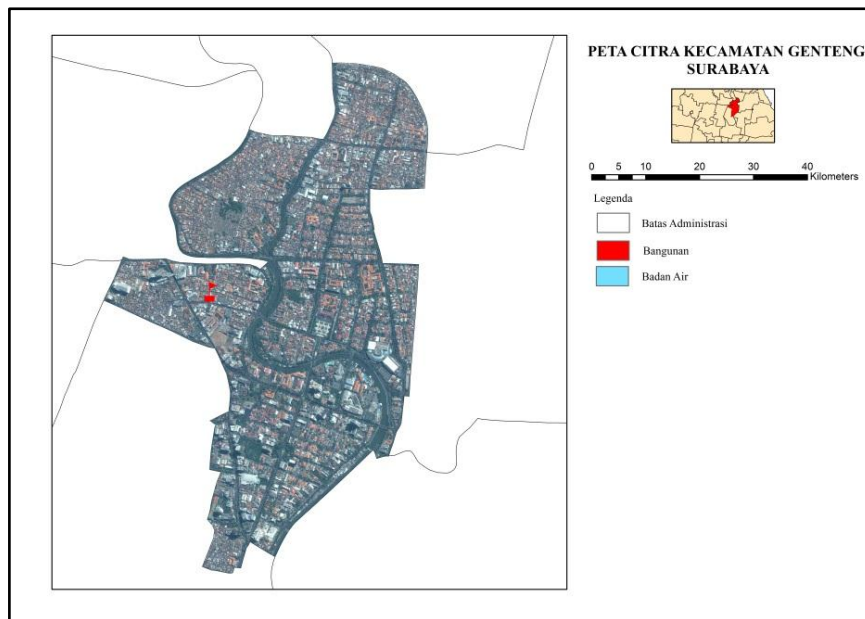 PETA CITRA KECAMATAN GENTENG
SURABAYA
0 5 10 20 30 40
Kilometers
Legenda
Batas Administrasi
Bangunan
Badan Air